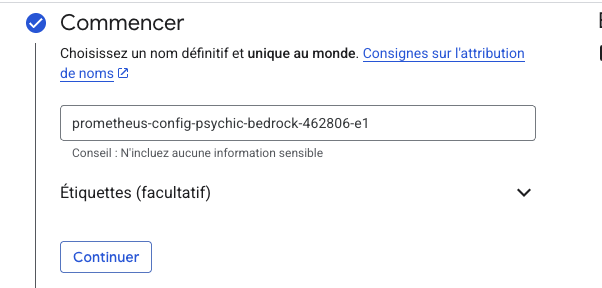 Commencer
Choisissez un nom définitif et unique au monde. Consignes sur l'attribution
de noms
prometheus-config-psychic-bedrock-462806-e1
Conseil : N'incluez aucune information sensible
Étiquettes (facultatif)
Continuer